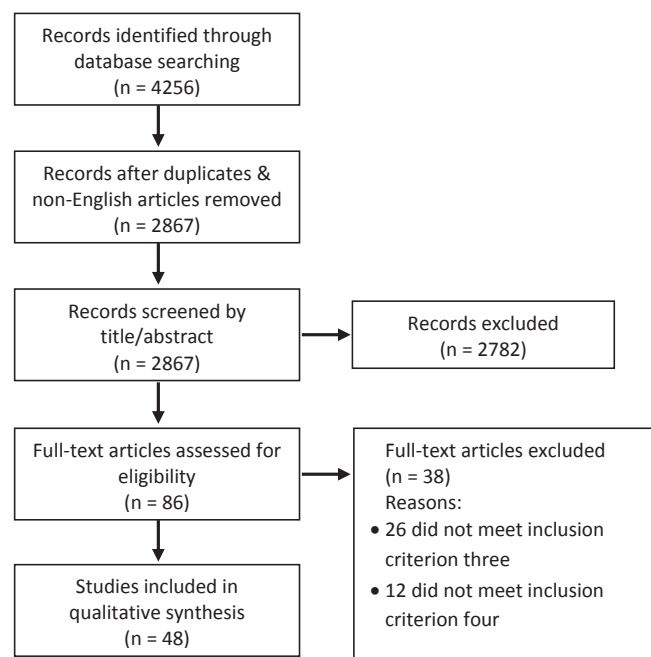 Records identified through
database searching
(n = 4256)
Records after duplicates &
non-English articles removed
(n = 2867)
Records screened by
title/abstract
(n = 2867)
Records excluded
(n = 2782)
Full-text articles assessed for
eligibility
(n = 86)
Full-text articles excluded
(n = 38)
Reasons:
• 26 did not meet inclusion
criterion three
• 12 did not meet inclusion
criterion four
Studies included in
qualitative synthesis
(n = 48)